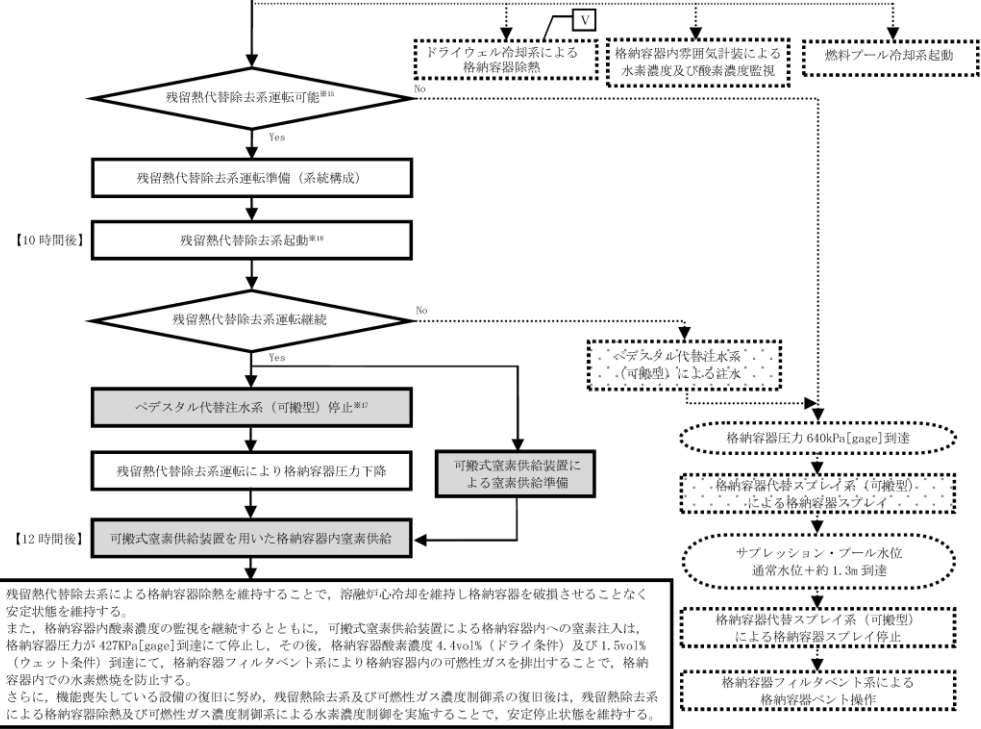 V
ドライウェル冷却系による
格納容器除熱
格納容器内雰囲気計装による
水素濃度及び酸素濃度監視
燃料プール冷却系起動
残留熱代替除去系運転可能※15
No
Yes
残留熱代替除去系運転準備（系統構成）
【10 時間後】
残留熱代替除去系起動※16
残留熱代替除去系運転継続
No
Yes
ペデスタル代替注水系
（可搬型）による注水
ペデスタル代替注水系（可搬型）停止※17
格納容器圧力 640kPa[gage]到達
残留熱代替除去系運転により格納容器圧力下降
可搬式窒素供給装置に
よる窒素供給準備
格納容器代替スプレイ系（可搬型）
による格納容器スプレイ
【12 時間後】
可搬式窒素供給装置を用いた格納容器内窒素供給
サプレッション・プール水位
通常水位＋約 1.3m 到達
残留熱代替除去系による格納容器除熱を維持することで，溶融炉心冷却を維持し格納容器を破損させることなく
安定状態を維持する。
また，格納容器内酸素濃度の監視を継続するとともに，可搬式窒素供給装置による格納容器内への窒素注入は，
格納容器圧力が 427KPa[gage]到達にて停止し，その後，格納容器酸素濃度 4.4vol%（ドライ条件）及び 1.5vol%
（ウェット条件）到達にて，格納容器フィルタベント系により格納容器内の可燃性ガスを排出することで，格納
容器内での水素燃焼を防止する。
さらに，機能喪失している設備の復旧に努め，残留熱除去系及び可燃性ガス濃度制御系の復旧後は，残留熱除去系
による格納容器除熱及び可燃性ガス濃度制御系による水素濃度制御を実施することで，安定停止状態を維持する。
格納容器代替スプレイ系（可搬型）
による格納容器スプレイ停止
格納容器フィルタベント系による
格納容器ベント操作